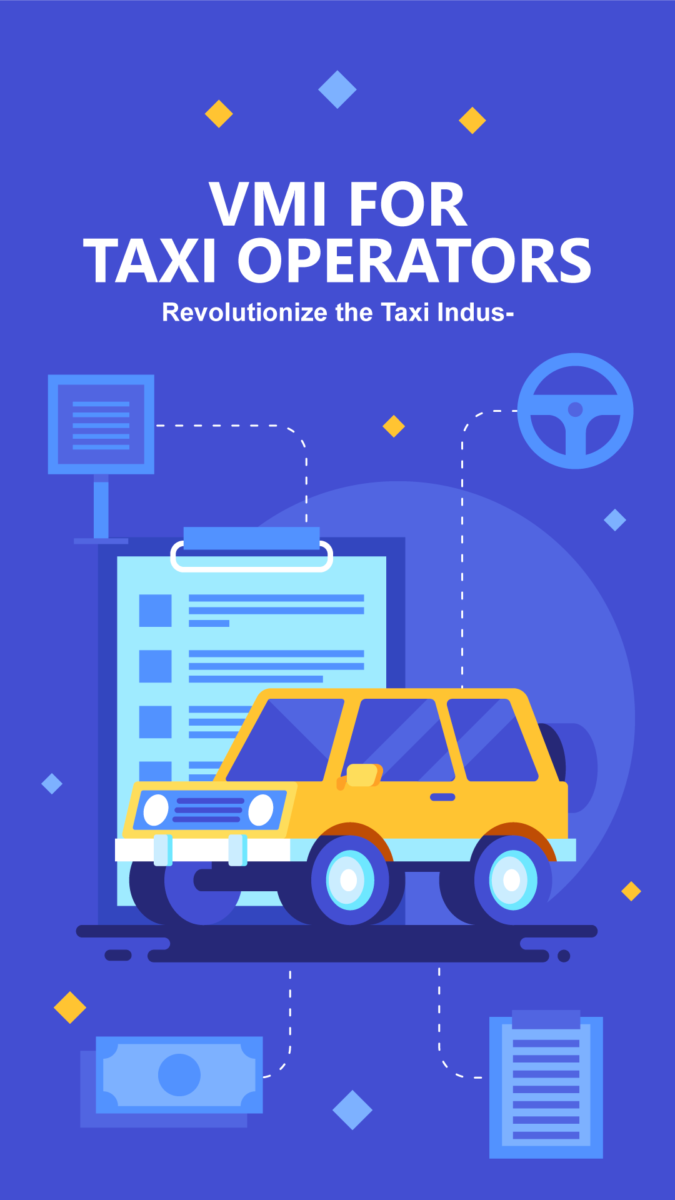 VMI FOR
TAXI OPERATORS
Revolutionize the Taxi Indus-